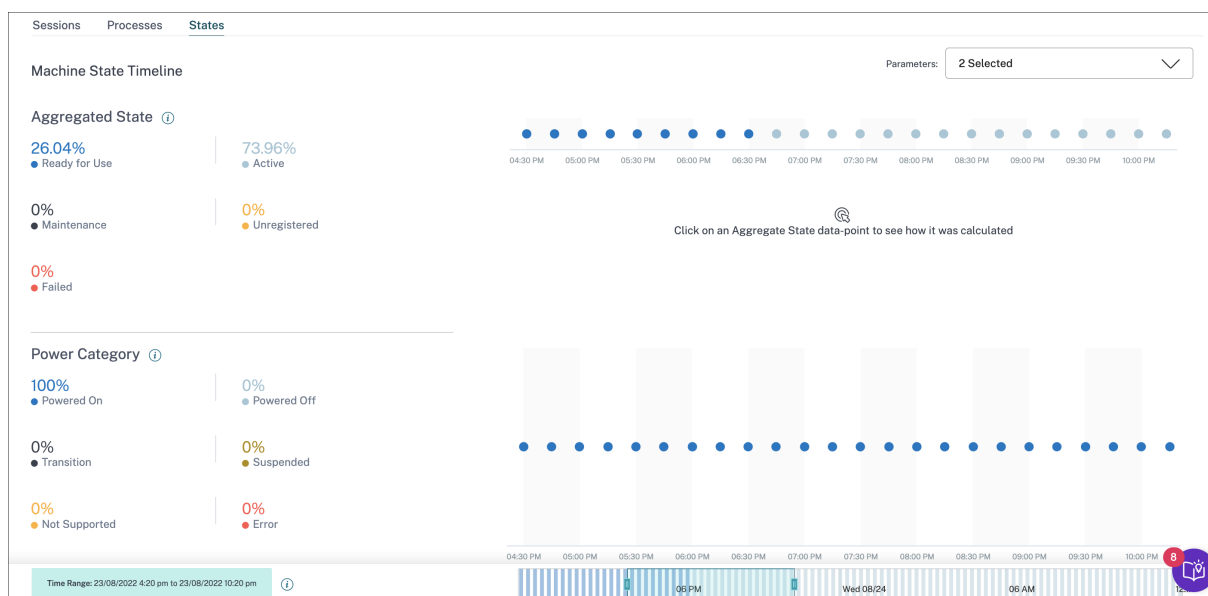 Sessions Processes States
Machine State Timeline
Parameters: 2 Selected
Aggregated State i
26.04% 73.96%
Ready for Use Active
0% 0%
Maintenance Unregistered
0%
Failed
04:30 PM 05:00 PM 05:30 PM 06:00 PM 06:30 PM 07:00 PM 07:30 PM 08:00 PM 08:30 PM 09:00 PM 09:30 PM 10:00 PM
Click on an Aggregate State data-point to see how it was calculated
Power Category i
100% 0%
Powered On Powered Off
0% 0%
Transition Suspended
0% 0%
Not Supported Error
04:30 PM 05:00 PM 05:30 PM 06:00 PM 06:30 PM 07:00 PM 07:30 PM 08:00 PM 08:30 PM 09:00 PM 09:30 PM 10:00 PM
8
Time Range: 23/08/2022 4:20 pm to 23/08/2022 10:20 pm i
06 PM Wed 08/24 06 AM